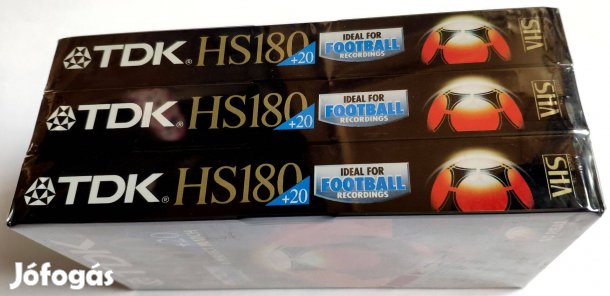 TDK® HS180 +20 IDEAL FOR FOOTBALL RECORDINGS VHS
TDK® HS180 +20 IDEAL FOR FOOTBALL RECORDINGS VHS
TDK® HS180 +20 IDEAL FOR FOOTBALL RECORDINGS VHS
TDK
Jófogás